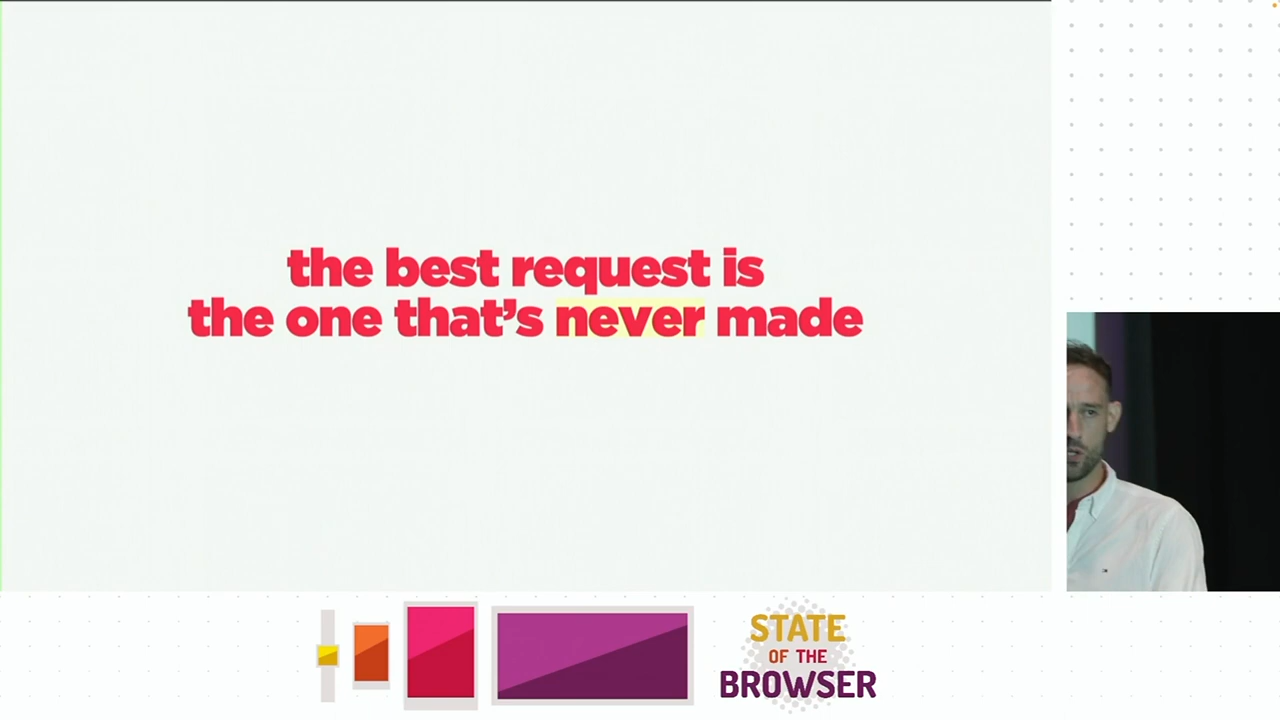 the best request is
the one that's never made
STATE
OF THE
BROWSER